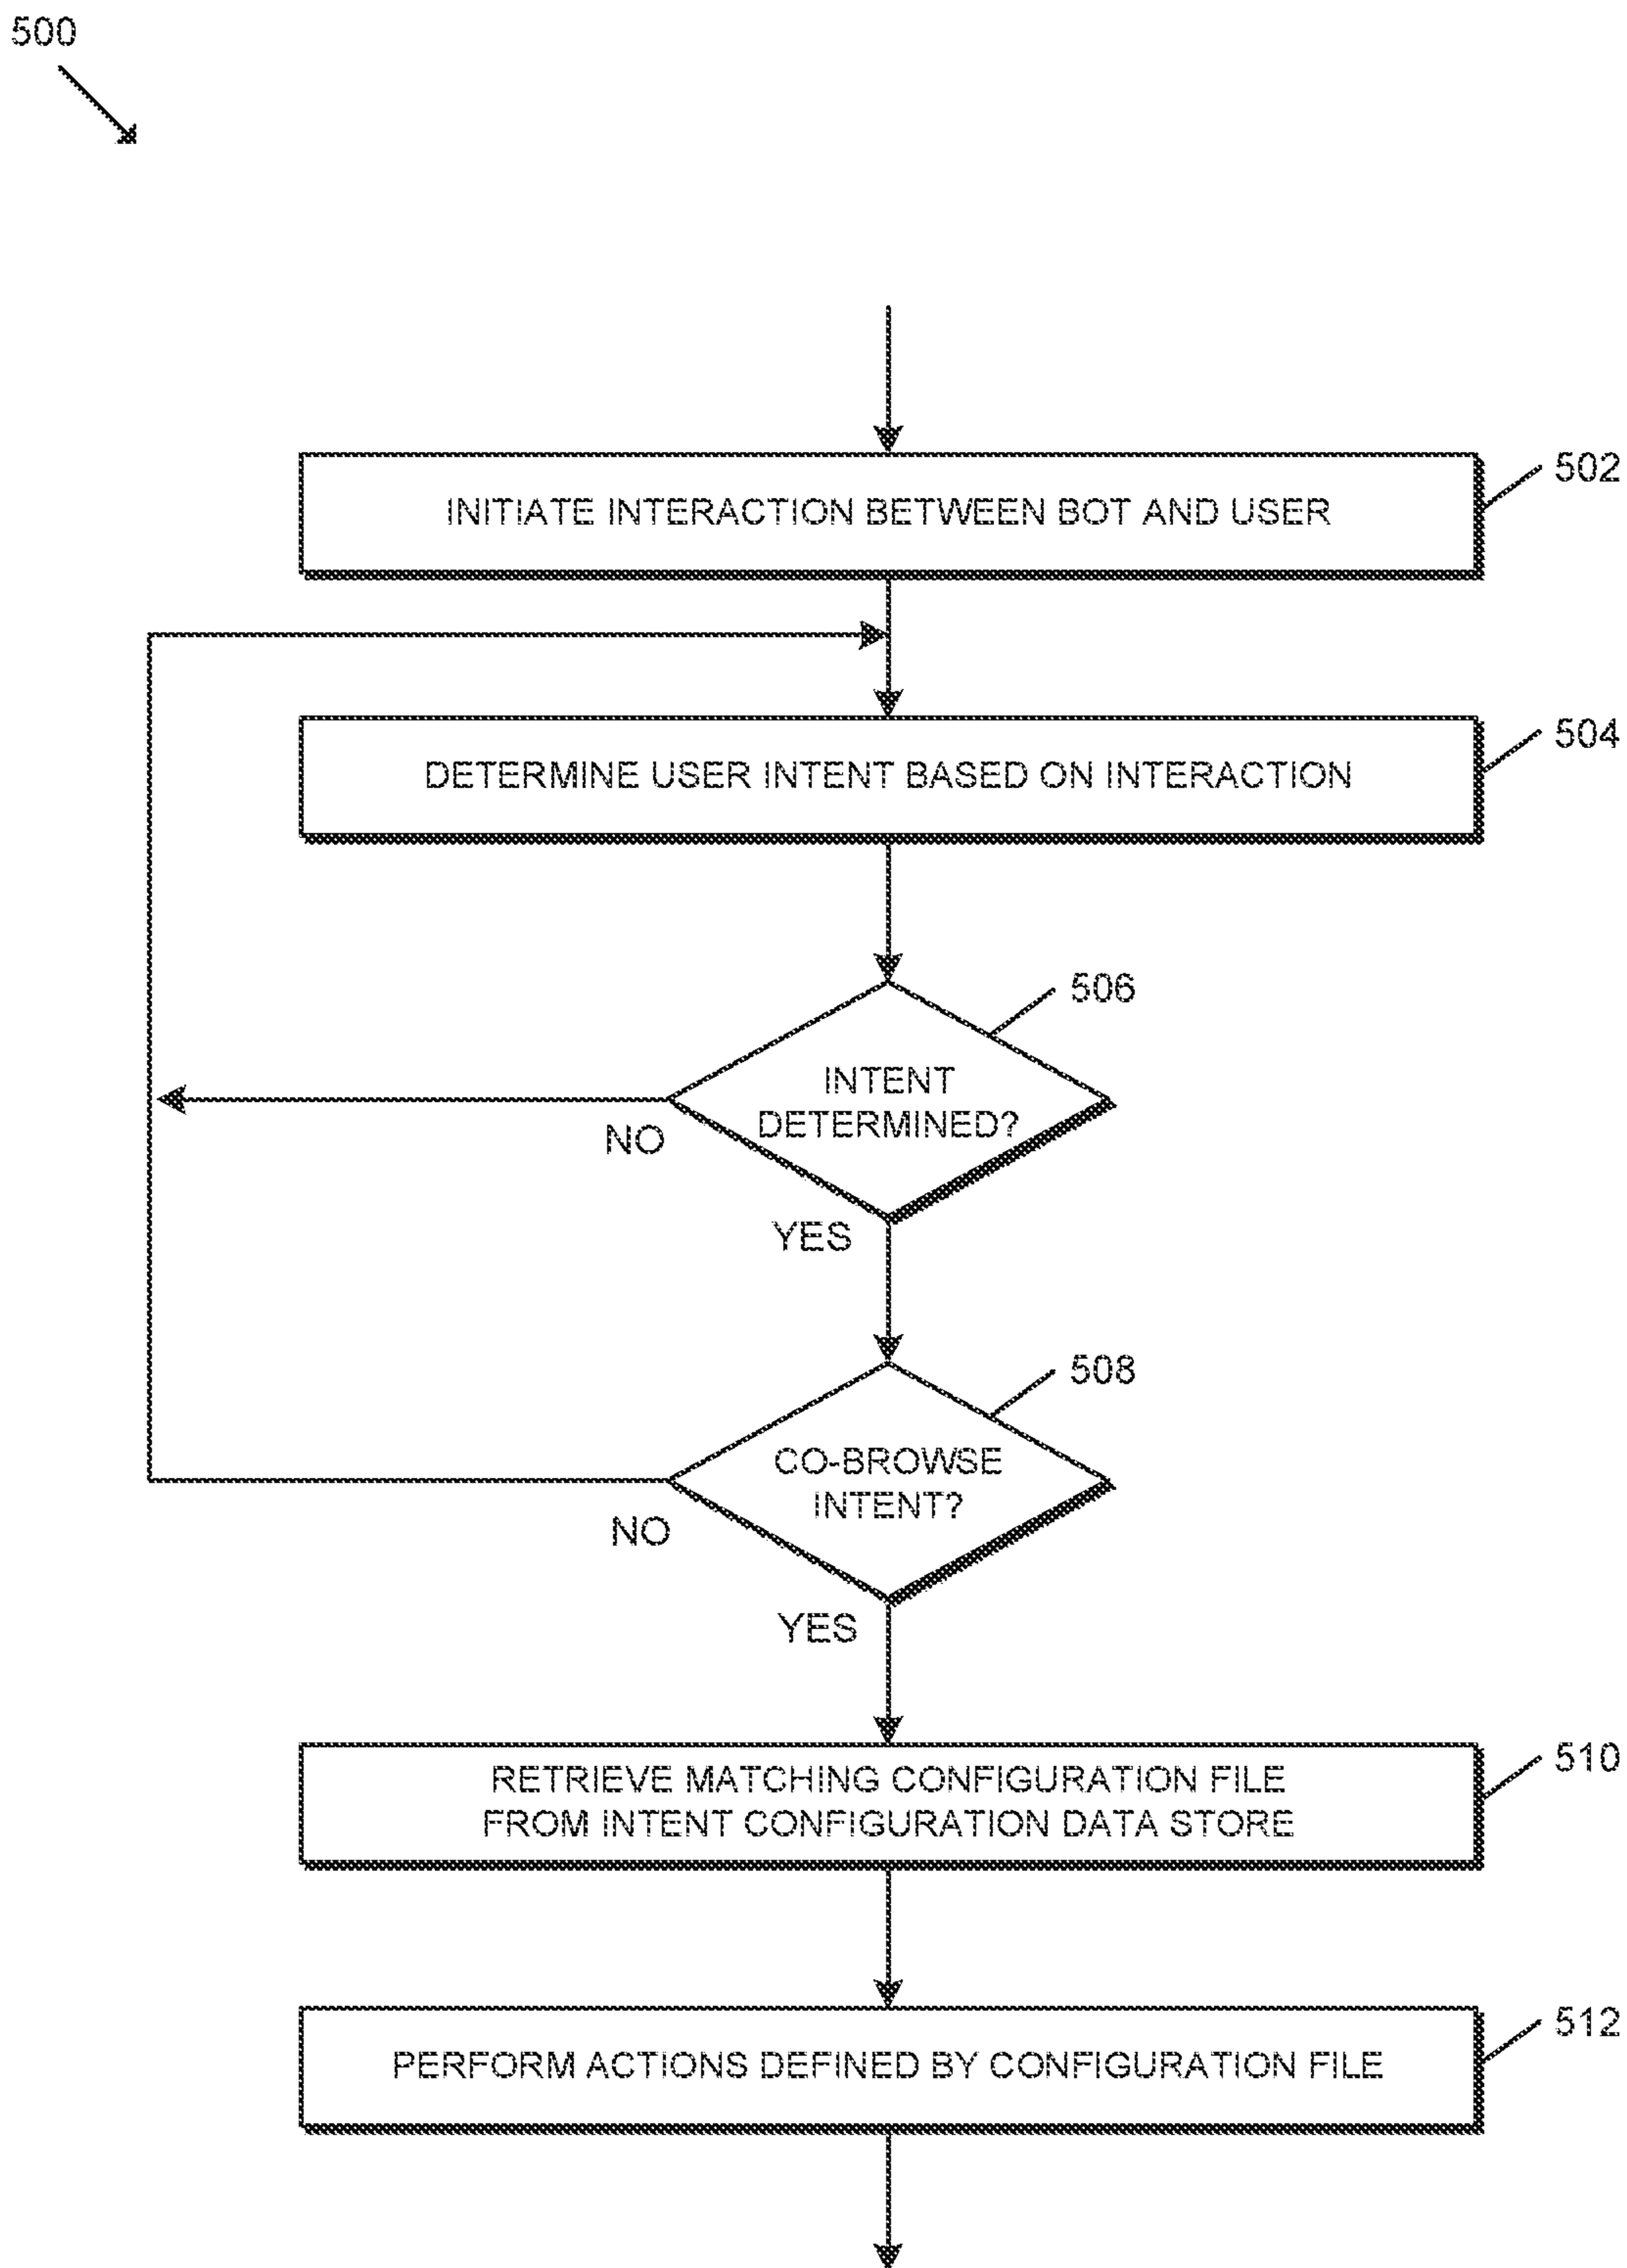 500
INITIATE INTERACTION BETWEEN BOT AND USER
502
DETERMINE USER INTENT BASED ON INTERACTION
504
506
INTENT
DETERMINED?
NO
YES
508
CO-BROWSE
INTENT?
NO
YES
RETRIEVE MATCHING CONFIGURATION FILE
FROM INTENT CONFIGURATION DATA STORE
510
PERFORM ACTIONS DEFINED BY CONFIGURATION FILE
512